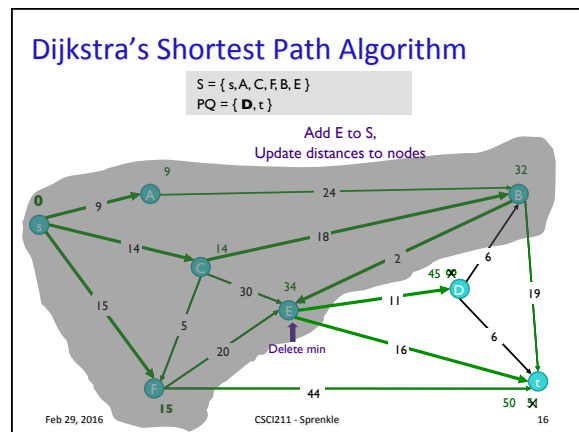 Dijkstra's Shortest Path Algorithm
S = { s, A, C, F, B, E }
PQ = { D, t }
Add E to S,
Update distances to nodes
9
32
0
A
24
B
9
s
14
14
18
C
2
6
45 ∞
34
30
D
19
15
E
11
5
Delete min
6
20
16
F
44
t
15
50
Feb 29, 2016
CSCI211 - Sprenkle
16